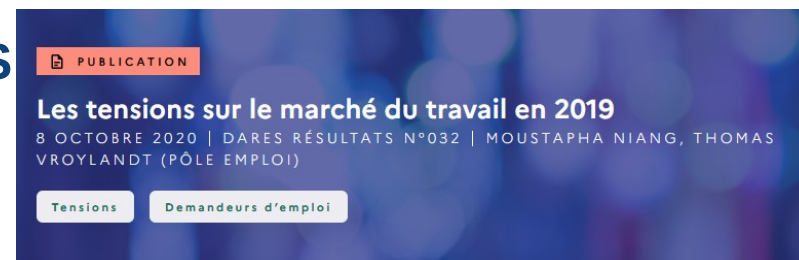 S
PUBLICATION
Les tensions sur le marché du travail en 2019
8 OCTOBRE 2020 | DARES RÉSULTATS N°032 | MOUSTAPHA NIANG, THOMAS
VROYLANDT (PÔLE EMPLOI)
Tensions Demandeurs d'emploi